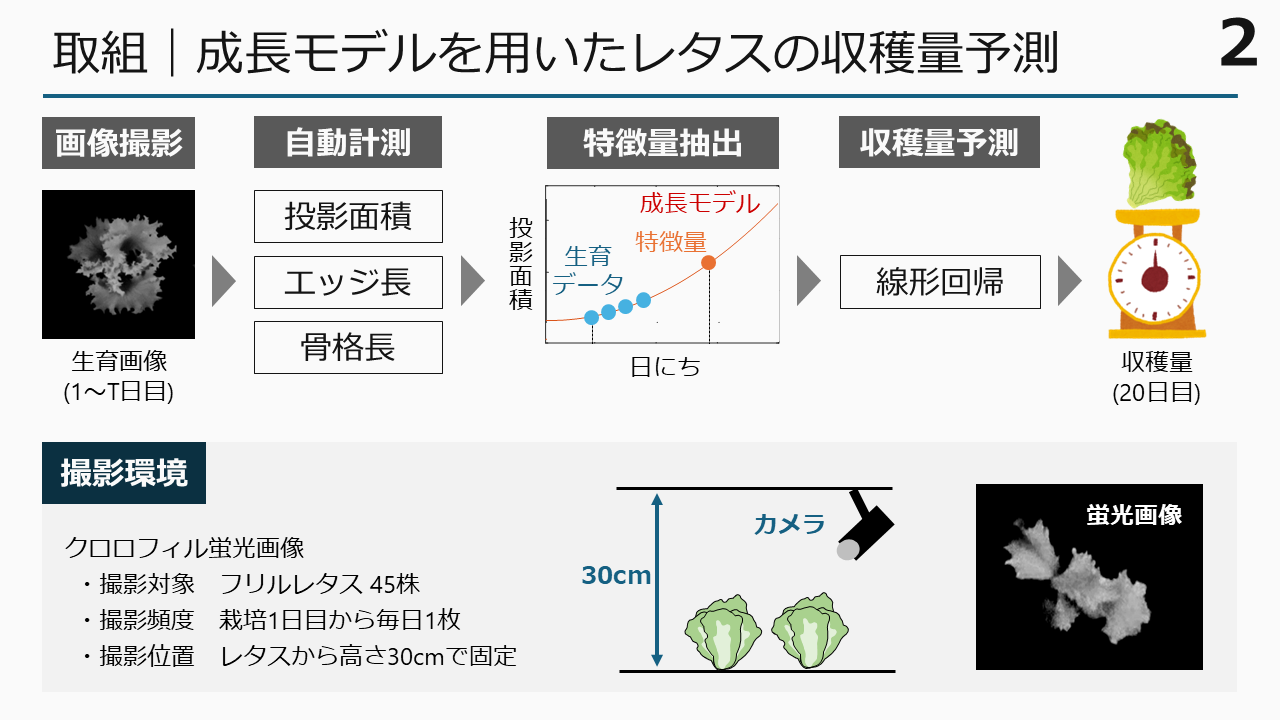 取組｜成長モデルを用いたレタスの収穫量予測
2
画像撮影
生育画像
(1～T日目)
自動計測
投影面積
エッジ長
骨格長
特徴量抽出
投影面積
成長モデル
特徴量
生育
データ
日にち
収穫量予測
線形回帰
収穫量
(20日目)
撮影環境
クロロフィル蛍光画像
・撮影対象　フリルレタス 45株
・撮影頻度　栽培1日目から毎日1枚
・撮影位置　レタスから高さ30cmで固定
カメラ
30cm
蛍光画像